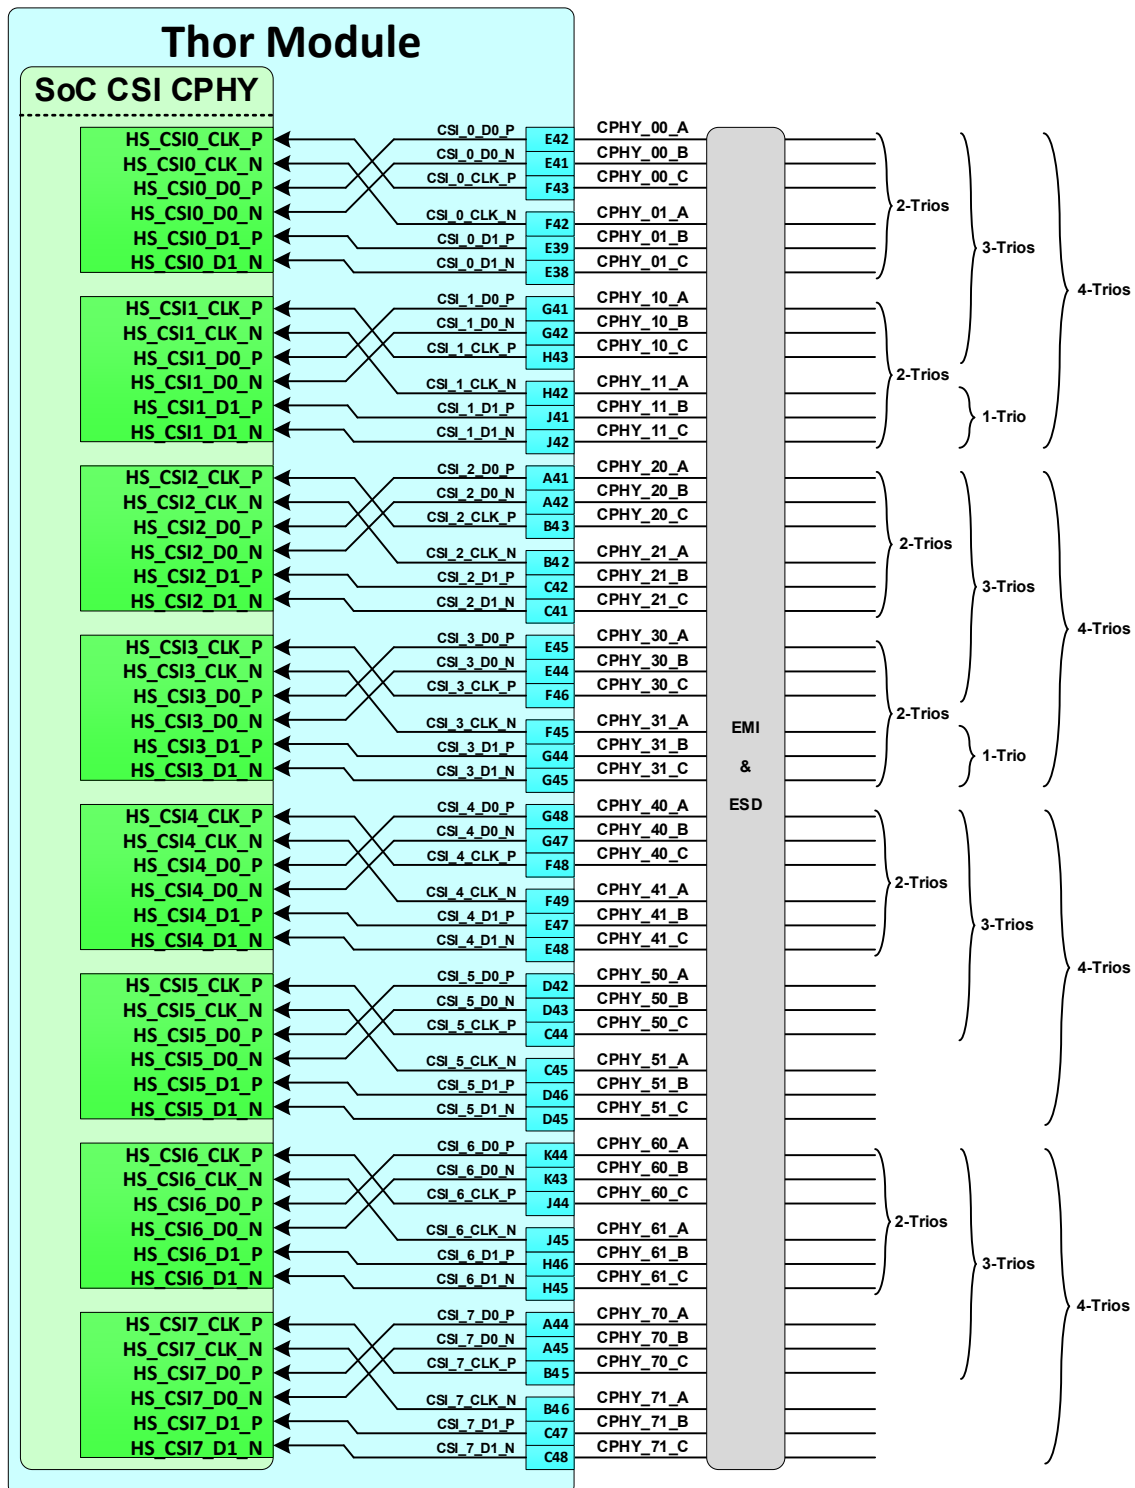 Thor Module
SoC CSI CPHY
HS_CSI0_CLK_P CSI_0_D0_P E42 CPHY_00_A
HS_CSI0_CLK_N CSI_0_D0_N E41 CPHY_00_B
HS_CSI0_D0_P CSI_0_CLK_P F43 CPHY_00_C
HS_CSI0_D0_N CSI_0_CLK_N F42 CPHY_01_A
HS_CSI0_D1_P CSI_0_D1_P E39 CPHY_01_B
HS_CSI0_D1_N CSI_0_D1_N E38 CPHY_01_C
2-Trios
3-Trios
4-Trios
HS_CSI1_CLK_P CSI_1_D0_P G41 CPHY_10_A
HS_CSI1_CLK_N CSI_1_D0_N G42 CPHY_10_B
HS_CSI1_D0_P CSI_1_CLK_P H43 CPHY_10_C
HS_CSI1_D0_N CSI_1_CLK_N H42 CPHY_11_A
HS_CSI1_D1_P CSI_1_D1_P J41 CPHY_11_B
HS_CSI1_D1_N CSI_1_D1_N J42 CPHY_11_C
2-Trios
1-Trio
HS_CSI2_CLK_P CSI_2_D0_P A41 CPHY_20_A
HS_CSI2_CLK_N CSI_2_D0_N A42 CPHY_20_B
HS_CSI2_D0_P CSI_2_CLK_P B43 CPHY_20_C
HS_CSI2_D0_N CSI_2_CLK_N B42 CPHY_21_A
HS_CSI2_D1_P CSI_2_D1_P C42 CPHY_21_B
HS_CSI2_D1_N CSI_2_D1_N C41 CPHY_21_C
2-Trios
3-Trios
4-Trios
HS_CSI3_CLK_P CSI_3_D0_P E45 CPHY_30_A
HS_CSI3_CLK_N CSI_3_D0_N E44 CPHY_30_B
HS_CSI3_D0_P CSI_3_CLK_P F46 CPHY_30_C
HS_CSI3_D0_N CSI_3_CLK_N F45 CPHY_31_A
HS_CSI3_D1_P CSI_3_D1_P G44 CPHY_31_B
HS_CSI3_D1_N CSI_3_D1_N G45 CPHY_31_C
2-Trios
1-Trio
EMI
&
ESD
HS_CSI4_CLK_P CSI_4_D0_P G48 CPHY_40_A
HS_CSI4_CLK_N CSI_4_D0_N G47 CPHY_40_B
HS_CSI4_D0_P CSI_4_CLK_P F48 CPHY_40_C
HS_CSI4_D0_N CSI_4_CLK_N F49 CPHY_41_A
HS_CSI4_D1_P CSI_4_D1_P E47 CPHY_41_B
HS_CSI4_D1_N CSI_4_D1_N E48 CPHY_41_C
2-Trios
3-Trios
4-Trios
HS_CSI5_CLK_P CSI_5_D0_P D42 CPHY_50_A
HS_CSI5_CLK_N CSI_5_D0_N D43 CPHY_50_B
HS_CSI5_D0_P CSI_5_CLK_P C44 CPHY_50_C
HS_CSI5_D0_N CSI_5_CLK_N C45 CPHY_51_A
HS_CSI5_D1_P CSI_5_D1_P D46 CPHY_51_B
HS_CSI5_D1_N CSI_5_D1_N D45 CPHY_51_C
HS_CSI6_CLK_P CSI_6_D0_P K44 CPHY_60_A
HS_CSI6_CLK_N CSI_6_D0_N K43 CPHY_60_B
HS_CSI6_D0_P CSI_6_CLK_P J44 CPHY_60_C
HS_CSI6_D0_N CSI_6_CLK_N J45 CPHY_61_A
HS_CSI6_D1_P CSI_6_D1_P H46 CPHY_61_B
HS_CSI6_D1_N CSI_6_D1_N H45 CPHY_61_C
2-Trios
3-Trios
4-Trios
HS_CSI7_CLK_P CSI_7_D0_P A44 CPHY_70_A
HS_CSI7_CLK_N CSI_7_D0_N A45 CPHY_70_B
HS_CSI7_D0_P CSI_7_CLK_P B45 CPHY_70_C
HS_CSI7_D0_N CSI_7_CLK_N B46 CPHY_71_A
HS_CSI7_D1_P CSI_7_D1_P C47 CPHY_71_B
HS_CSI7_D1_N CSI_7_D1_N C48 CPHY_71_C